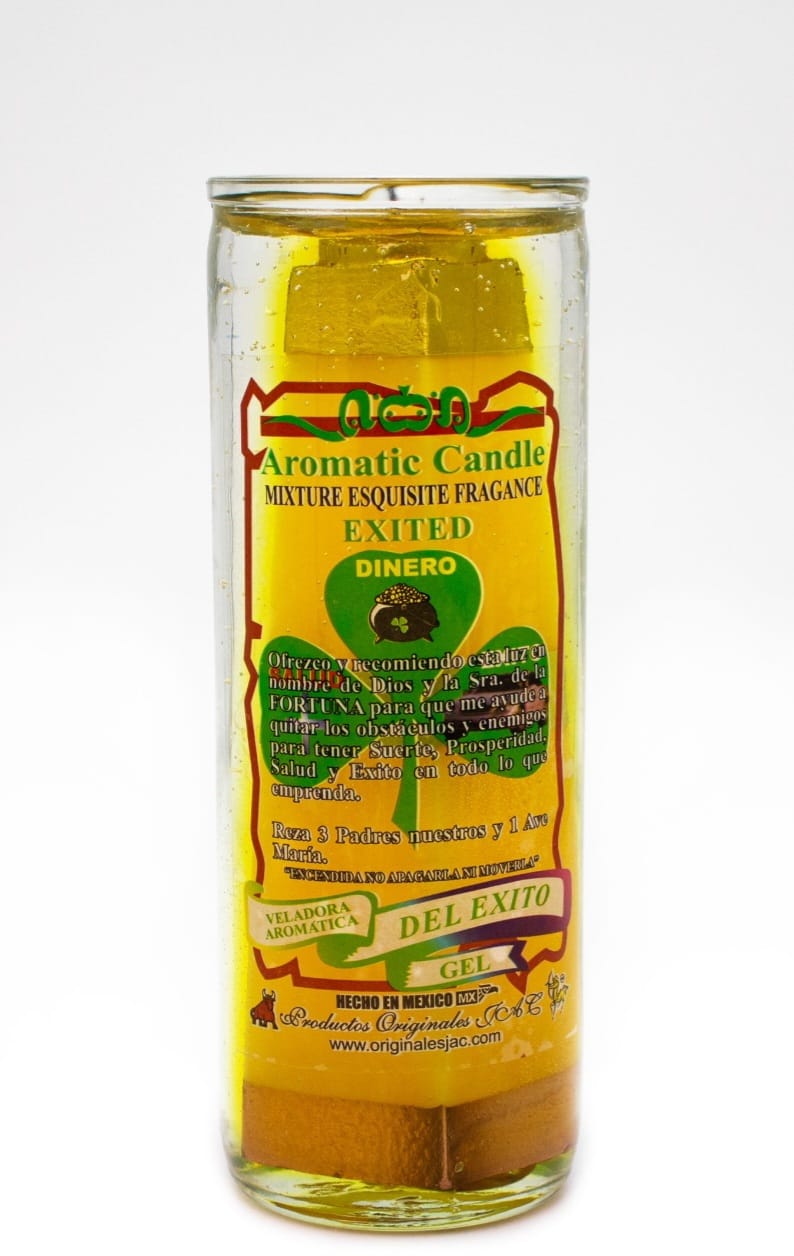 Aromatic Candle
MIXTURE ESQUISITE FRAGANCE
EXITED
DINERO
SALUD
Ofrezco y recomiendo esta luz en
nombre de Dios y la Sra. de la
FORTUNA para que me ayude a
quitar los obstáculos y enemigos
para tener Suerte, Prosperidad,
Salud y Exito en todo lo que
emprenda.
Reza 3 Padres nuestros y 1 Ave
María.
"ENCENDIDA NO APAGARLA NI MOVERLA"
VELADORA
AROMÁTICA
DEL EXITO
GEL
HECHO EN MEXICO MX
Productos Originales JAC
www.originalesjac.com